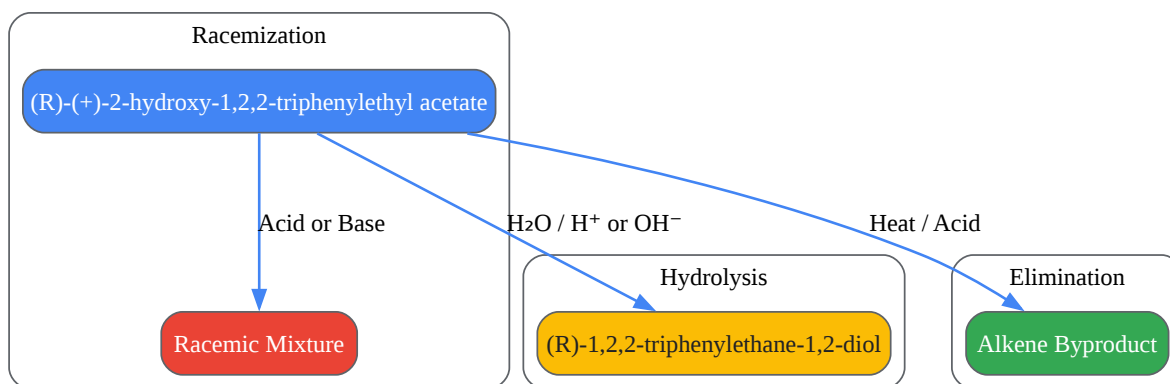 Racemization
(R)-(+)-2-hydroxy-1,2,2-triphenylethyl acetate
Acid or Base
H₂O / H⁺ or OH⁻
Heat / Acid
Hydrolysis
Elimination
Racemic Mixture
(R)-1,2,2-triphenylethane-1,2-diol
Alkene Byproduct